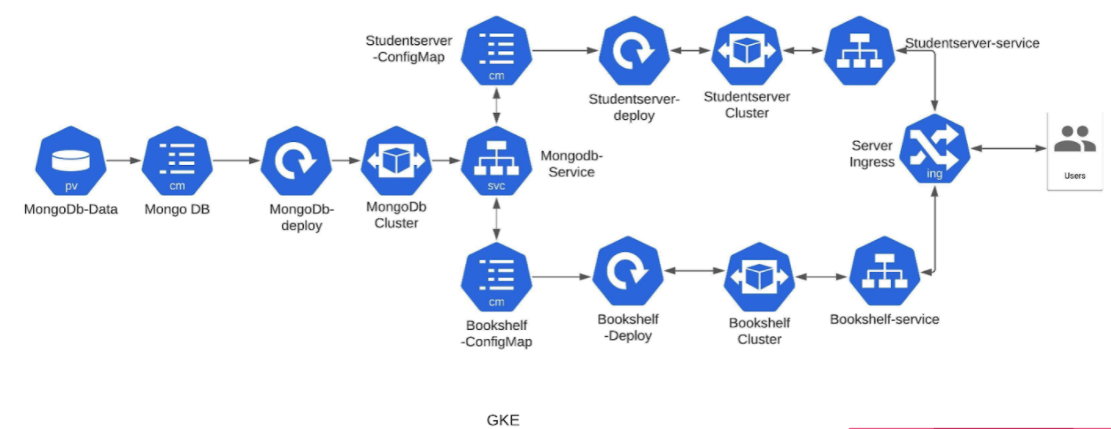 Studentserver
-ConfigMap
cm
Studentserver-
deploy
Studentserver
Cluster
Studentserver-service
pv
MongoDb-Data
cm
Mongo DB
MongoDb-
deploy
MongoDb
Cluster
svc
Mongodb-
Service
Server
Ingress
ing
Users
cm
Bookshelf
-ConfigMap
Bookshelf
-Deploy
Bookshelf
Cluster
Bookshelf-service
GKE